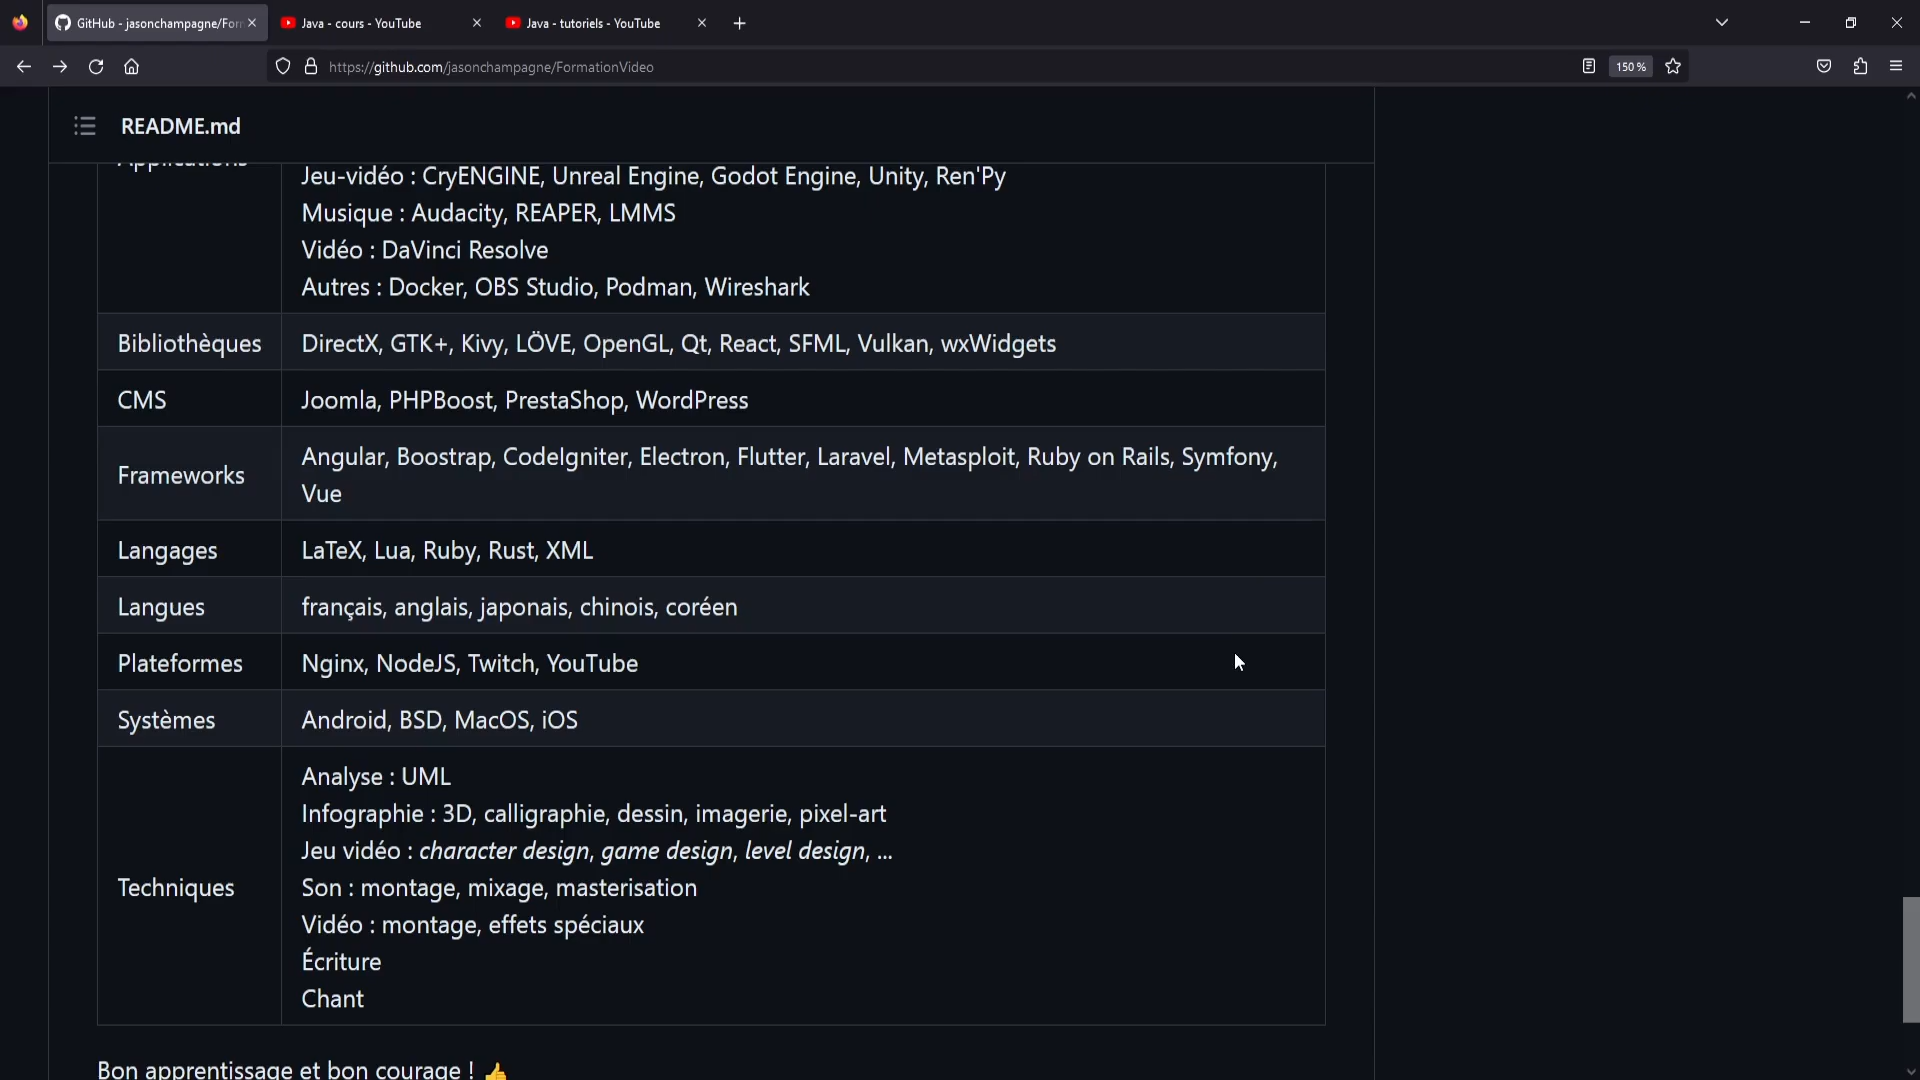 GitHub - jasonchampagne/For
Java - cours - YouTube
Java - tutoriels - YouTube
https://github.com/jasonchampagne/FormationVideo
150 %
README.md
Applications
Jeu-vidéo : CryENGINE, Unreal Engine, Godot Engine, Unity, Ren'Py
Musique : Audacity, REAPER, LMMS
Vidéo : DaVinci Resolve
Autres : Docker, OBS Studio, Podman, Wireshark
Bibliothèques DirectX, GTK+, Kivy, LÖVE, OpenGL, Qt, React, SFML, Vulkan, wxWidgets
CMS Joomla, PHPBoost, PrestaShop, WordPress
Frameworks Angular, Boostrap, CodeIgniter, Electron, Flutter, Laravel, Metasploit, Ruby on Rails, Symfony,
Vue
Langages LaTeX, Lua, Ruby, Rust, XML
Langues français, anglais, japonais, chinois, coréen
Plateformes Nginx, NodeJS, Twitch, YouTube
Systèmes Android, BSD, MacOS, iOS
Techniques
Analyse : UML
Infographie : 3D, calligraphie, dessin, imagerie, pixel-art
Jeu vidéo : character design, game design, level design, ...
Son : montage, mixage, masterisation
Vidéo : montage, effets spéciaux
Écriture
Chant
Bon apprentissage et bon courage ! 👍